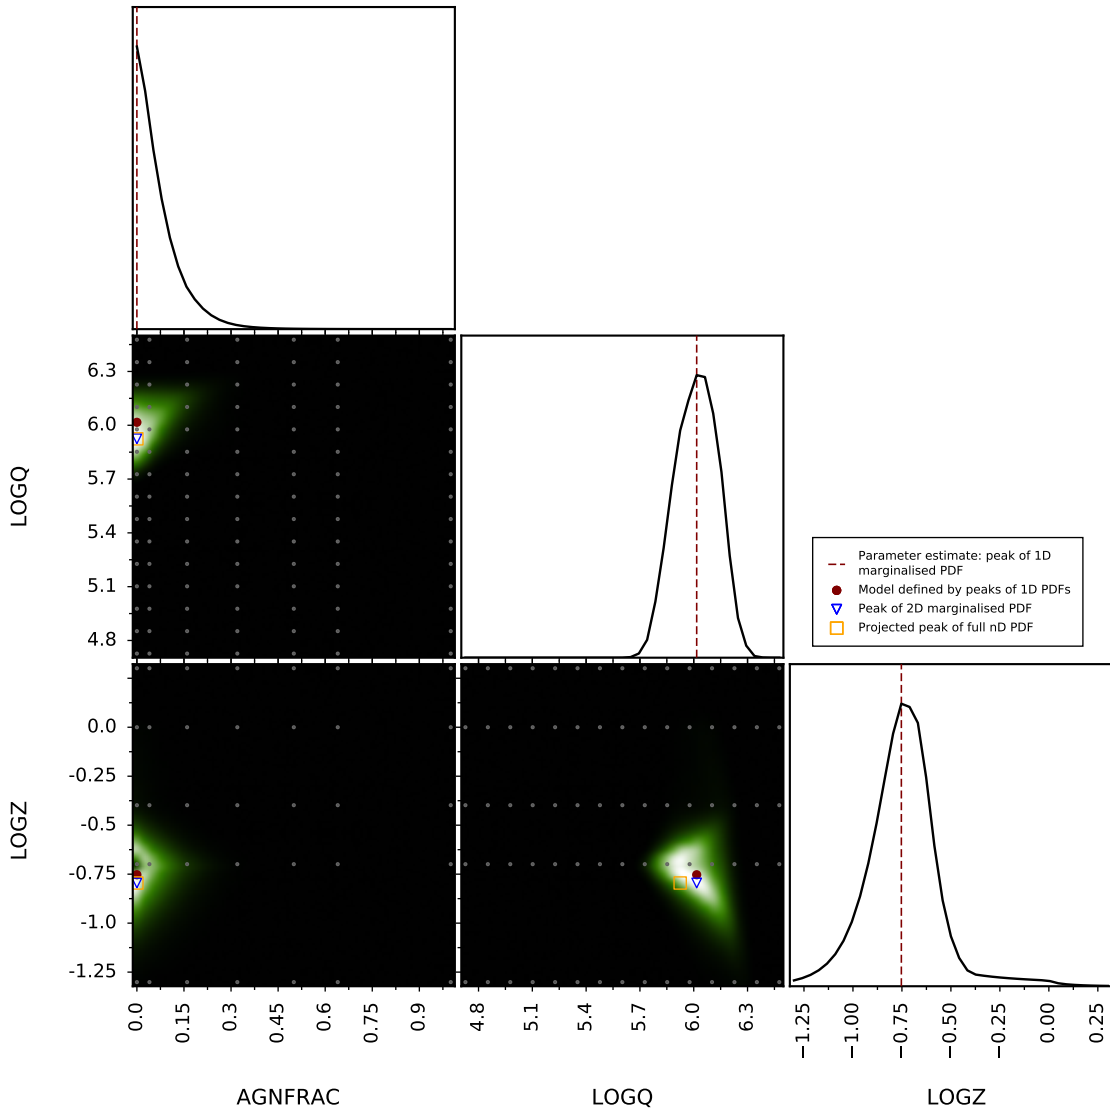 6.3
6.0
5.7
5.4
5.1
4.8
LOGQ
Parameter estimate: peak of 1D
marginalised PDF
Model defined by peaks of 1D PDFs
Peak of 2D marginalised PDF
Projected peak of full nD PDF
0.0
-0.25
-0.5
-0.75
-1.0
-1.25
LOGZ
0.0 0.15 0.3 0.45 0.6 0.75 0.9
4.8 5.1 5.4 5.7 6.0 6.3
−1.25 −1.00 −0.75 −0.50 −0.25 0.00 0.25
AGNFRAC LOGQ LOGZ